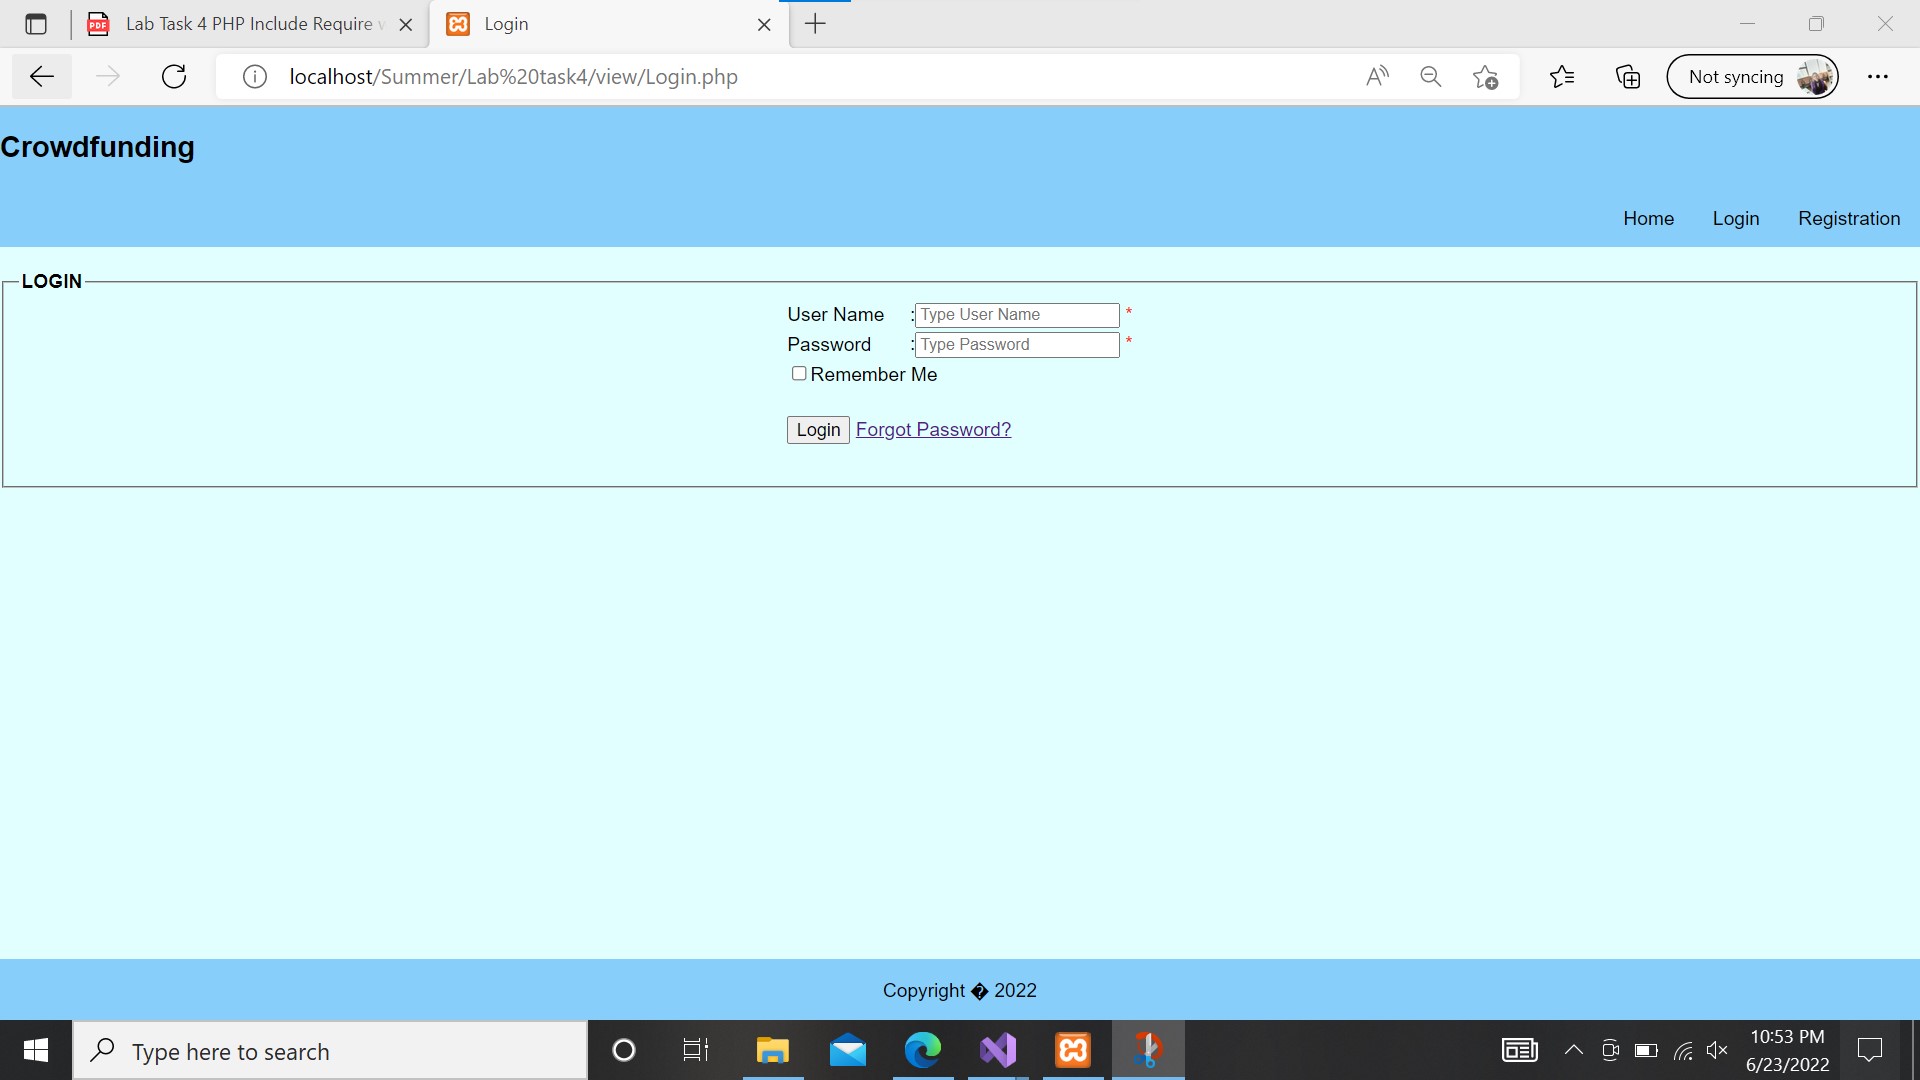 Lab Task 4 PHP Include Require
Login
localhost/Summer/Lab%20task4/view/Login.php
Not syncing
Crowdfunding
Home Login Registration
LOGIN
User Name : Type User Name *
Password : Type Password *
Remember Me
Login Forgot Password?
Copyright � 2022
Type here to search
10:53 PM
6/23/2022